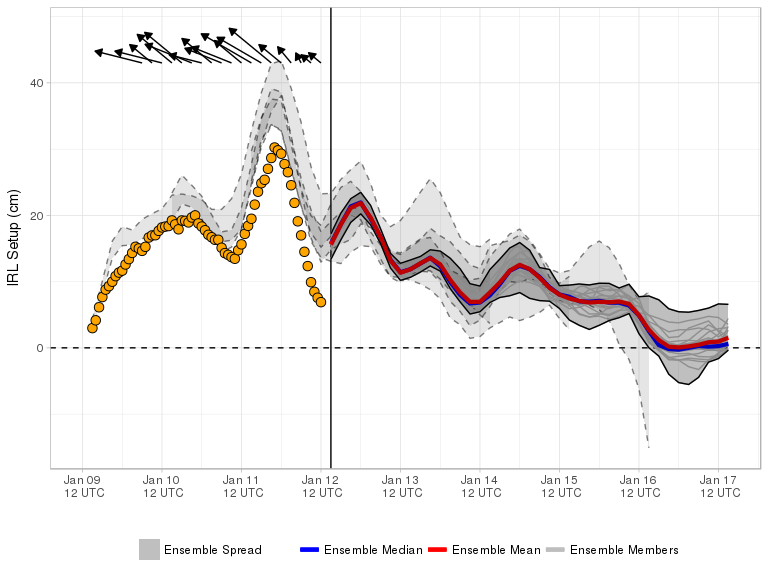 IRL Setup (cm)
40
20
0
Jan 09 Jan 10 Jan 11 Jan 12 Jan 13 Jan 14 Jan 15 Jan 16 Jan 17
12 UTC 12 UTC 12 UTC 12 UTC 12 UTC 12 UTC 12 UTC 12 UTC 12 UTC
Ensemble Spread Ensemble Median Ensemble Mean Ensemble Members